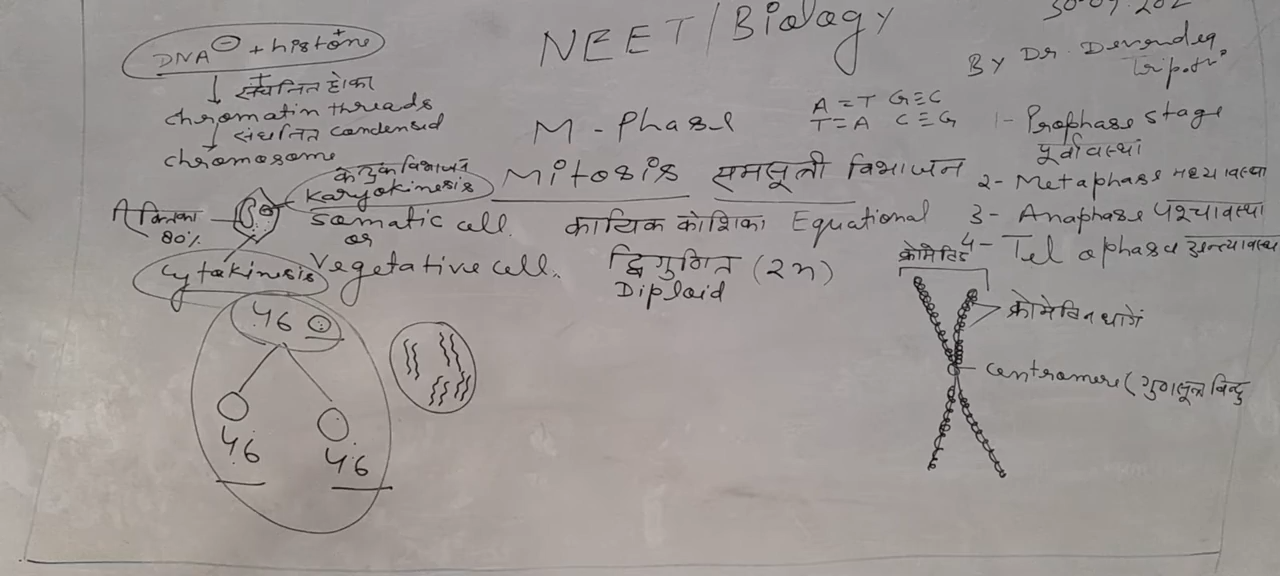 NEET/Biology
By Dr. Devendra
DNA⊖ + histone+
संघनित होकर
chromatin threads
संघनित condensed
chromosome
M-Phase
A=T G≡C
T=A C≡G
Mitosis समसूत्री विभाजन
केन्द्रक विभाजन
Karyokinesis
80%
Cytokinesis
Somatic cell. कायिक कोशिका Equational
or
Vegetative cell. द्विगुणित (2n)
Diploid
1- Prophase stage
पूर्वावस्था
2- Metaphase मध्यावस्था
3- Anaphase पश्चावस्था
4- Telophase अन्त्यावस्था
46
46
46
क्रोमेटिड
क्रोमेटिन धागें
centromere (गुणसूत्र बिन्दु